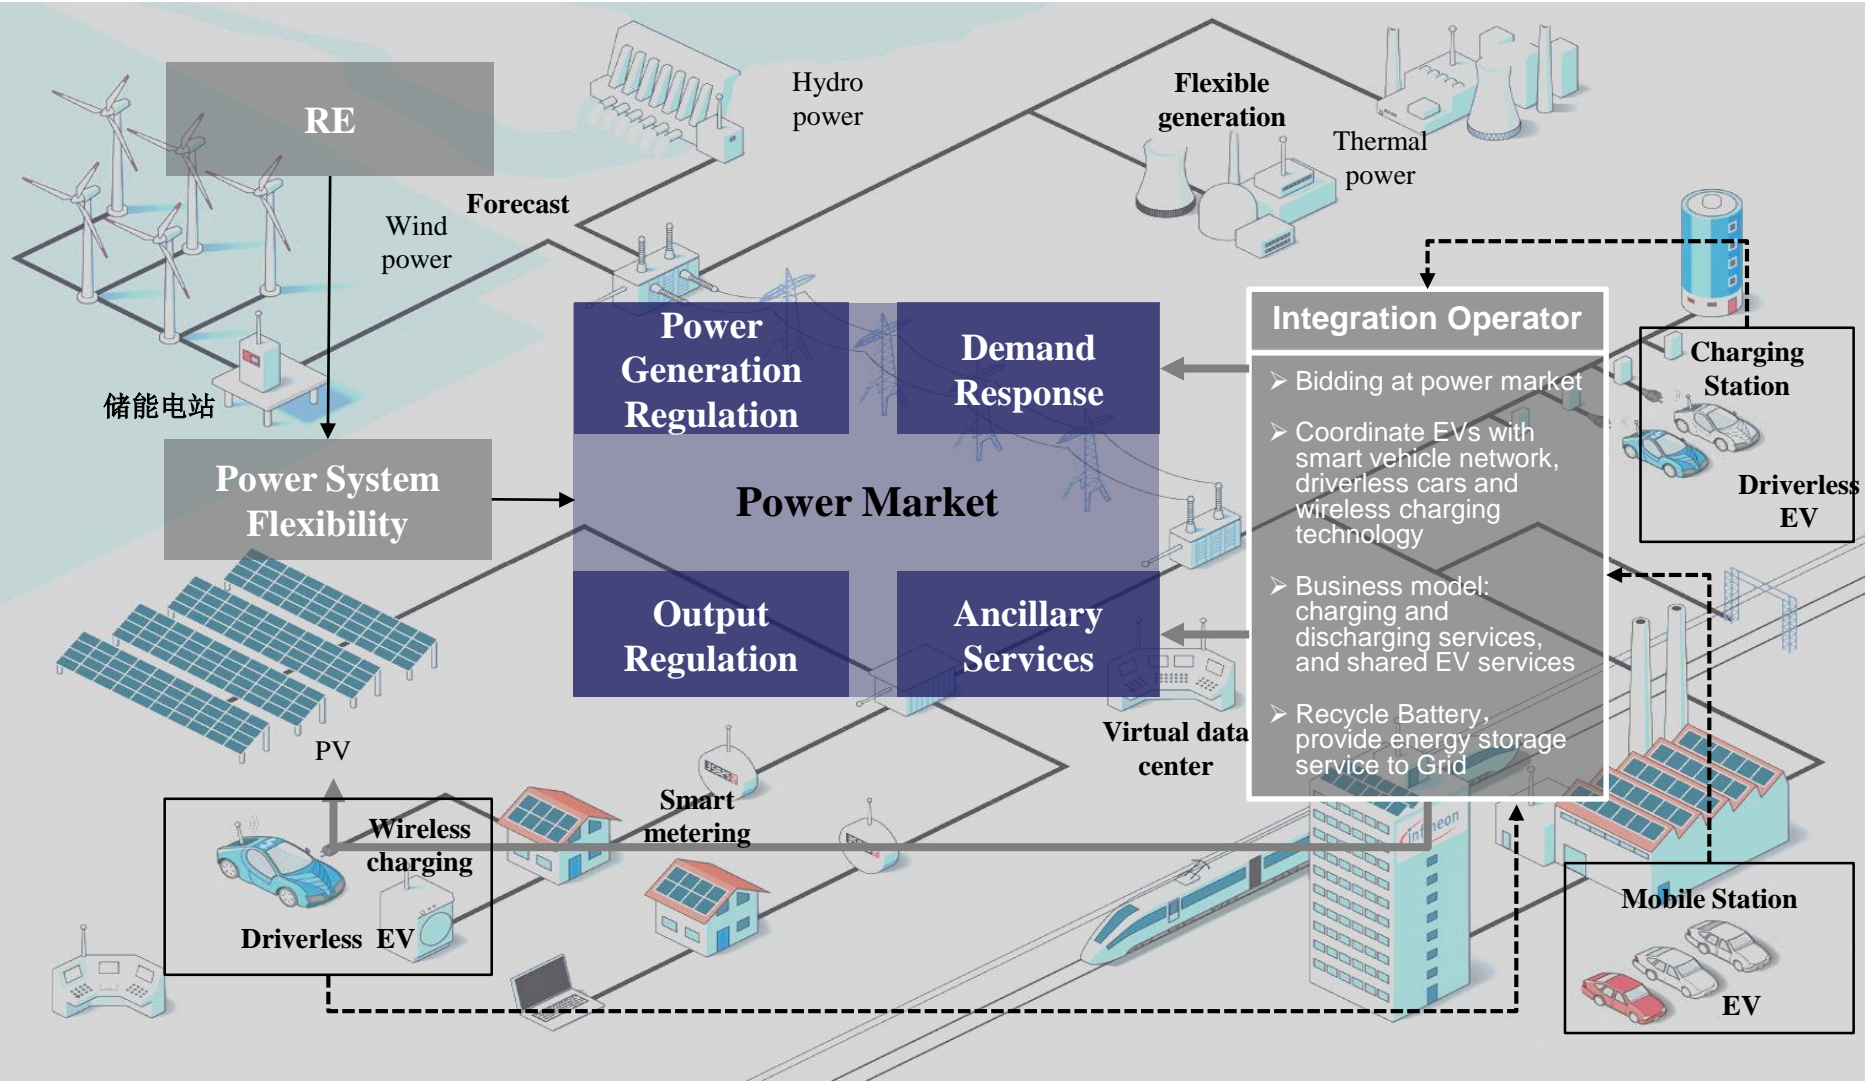 RE
Hydro
power
Flexible
generation
Thermal
power
Forecast
Wind
power
储能电站
Power System
Flexibility
Power
Generation
Regulation
Demand
Response
Power Market
Output
Regulation
Ancillary
Services
Integration Operator
➢ Bidding at power market
➢ Coordinate EVs with
smart vehicle network,
driverless cars and
wireless charging
technology
➢ Business model:
charging and
discharging services,
and shared EV services
➢ Recycle Battery，
provide energy storage
service to Grid
Charging
Station
Driverless
EV
Virtual data
center
PV
Smart
metering
Wireless
charging
Driverless EV
infineon
Mobile Station
EV